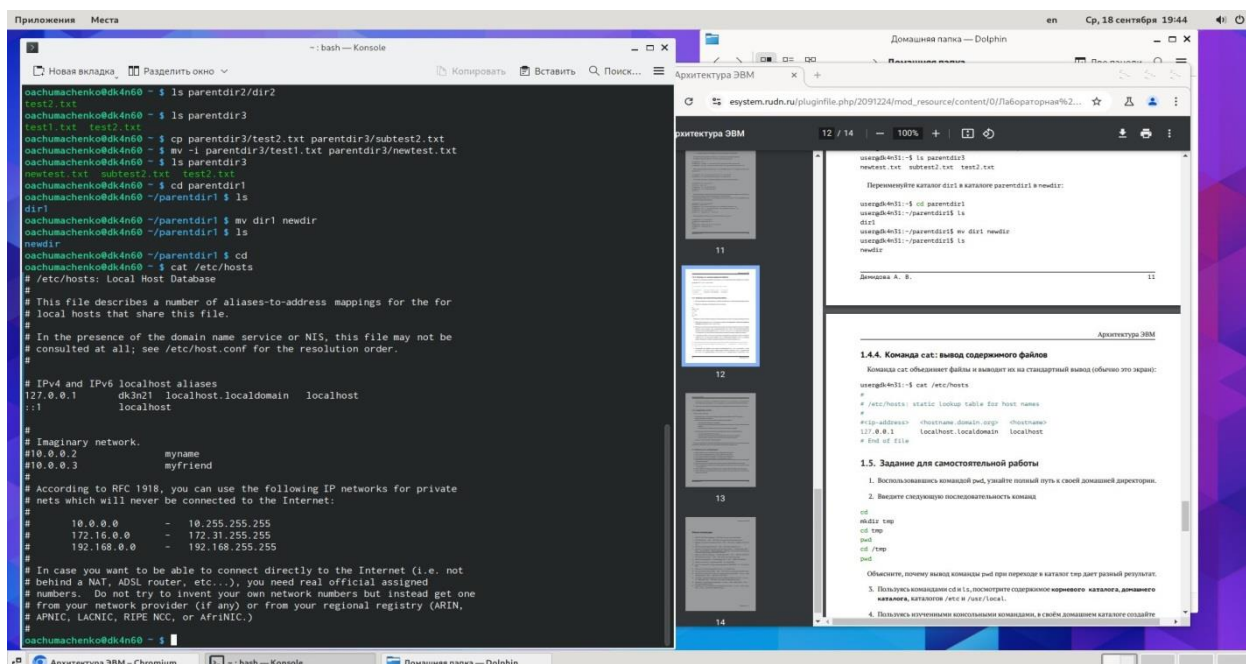 Приложения Места
en Ср, 18 сентября 19:44
~ : bash — Konsole
Новая вкладка Разделить окно
Копировать Вставить Поиск...
oachumachenko@dk4n60 ~ $ ls parentdir2/dir2
test2.txt
oachumachenko@dk4n60 ~ $ ls parentdir3
test1.txt test2.txt
oachumachenko@dk4n60 ~ $ cp parentdir3/test2.txt parentdir3/subtest2.txt
oachumachenko@dk4n60 ~ $ mv -i parentdir3/test1.txt parentdir3/newtest.txt
oachumachenko@dk4n60 ~ $ ls parentdir3
newtest.txt subtest2.txt test2.txt
oachumachenko@dk4n60 ~ $ cd parentdir1
oachumachenko@dk4n60 ~/parentdir1 $ ls
dir1
oachumachenko@dk4n60 ~/parentdir1 $ mv dir1 newdir
oachumachenko@dk4n60 ~/parentdir1 $ ls
newdir
oachumachenko@dk4n60 ~/parentdir1 $ cd
oachumachenko@dk4n60 ~ $ cat /etc/hosts
# /etc/hosts: Local Host Database
#
# This file describes a number of aliases-to-address mappings for the for
# local hosts that share this file.
#
# In the presence of the domain name service or NIS, this file may not be
# consulted at all; see /etc/host.conf for the resolution order.
#
# IPv4 and IPv6 localhost aliases
127.0.0.1 dk3n21 localhost.localdomain localhost
::1 localhost
#
# Imaginary network.
#10.0.0.2 myname
#10.0.0.3 myfriend
#
# According to RFC 1918, you can use the following IP networks for private
# nets which will never be connected to the Internet:
#
# 10.0.0.0 - 10.255.255.255
# 172.16.0.0 - 172.31.255.255
# 192.168.0.0 - 192.168.255.255
#
# In case you want to be able to connect directly to the Internet (i.e. not
# behind a NAT, ADSL router, etc...), you need real official assigned
# numbers. Do not try to invent your own network numbers but instead get one
# from your network provider (if any) or from your regional registry (ARIN,
# APNIC, LACNIC, RIPE NCC, or AfriNIC.)
#
oachumachenko@dk4n60 ~ $
Домашняя папка — Dolphin
Домашняя папка
Архитектура ЭВМ
esystem.rudn.ru/pluginfile.php/2091224/mod_resource/content/0/Лабораторная%2...
рхитектура ЭВМ 12 / 14 100%
11
12
13
14
user@dk4n31:~$ ls parentdir3
newtest.txt subtest2.txt test2.txt
Переименуйте каталог dir1 в каталоге parentdir1 в newdir:
user@dk4n31:~$ cd parentdir1
user@dk4n31:~/parentdir1$ ls
dir1
user@dk4n31:~/parentdir1$ mv dir1 newdir
user@dk4n31:~/parentdir1$ ls
newdir
Демидова А. В. 11
Архитектура ЭВМ
1.4.4. Команда cat: вывод содержимого файлов
Команда cat объединяет файлы и выводит их на стандартный вывод (обычно это экран):
user@dk4n31:~$ cat /etc/hosts
#
# /etc/hosts: static lookup table for host names
#
#<ip-address> <hostname.domain.org> <hostname>
127.0.0.1 localhost.localdomain localhost
# End of file
1.5. Задание для самостоятельной работы
1. Воспользовавшись командой pwd, узнайте полный путь к своей домашней директории.
2. Введите следующую последовательность команд
cd
mkdir tmp
cd tmp
pwd
cd /tmp
pwd
Объясните, почему вывод команды pwd при переходе в каталог tmp дает разный результат.
3. Пользуясь командами cd и ls, посмотрите содержимое корневого каталога, домашнего
каталога, каталогов /etc и /usr/local.
4. Пользуясь изученными консольными командами, в своём домашнем каталоге создайте
Архитектура ЭВМ – Chromium
~ : bash — Konsole
Домашняя папка — Dolphin